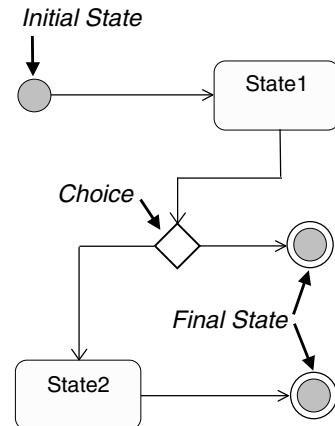 Initial State
State1
Choice
Final State
State2